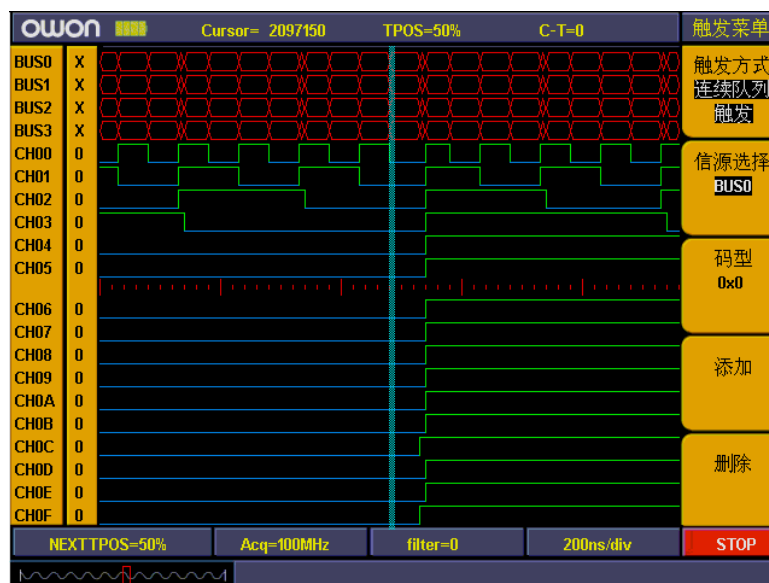 owon Cursor= 2097150 TPOS=50% C-T=0 触发菜单
BUS0 X
BUS1 X
BUS2 X
BUS3 X
CH00 0
CH01 0
CH02 0
CH03 0
CH04 0
CH05 0
CH06 0
CH07 0
CH08 0
CH09 0
CH0A 0
CH0B 0
CH0C 0
CH0D 0
CH0E 0
CH0F 0
触发方式
连续队列
触发
信源选择
BUS0
码型
0x0
添加
删除
NEXTTPOS=50% Acq=100MHz filter=0 200ns/div STOP